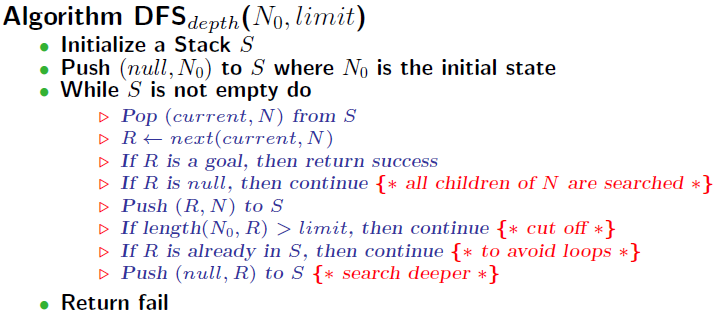 Algorithm DFS_depth(N_0, limit)
• Initialize a Stack S
• Push (null, N_0) to S where N_0 is the initial state
• While S is not empty do
▷ Pop (current, N) from S
▷ R ← next(current, N)
▷ If R is a goal, then return success
▷ If R is null, then continue {* all children of N are searched *}
▷ Push (R, N) to S
▷ If length(N_0, R) > limit, then continue {* cut off *}
▷ If R is already in S, then continue {* to avoid loops *}
▷ Push (null, R) to S {* search deeper *}
• Return fail